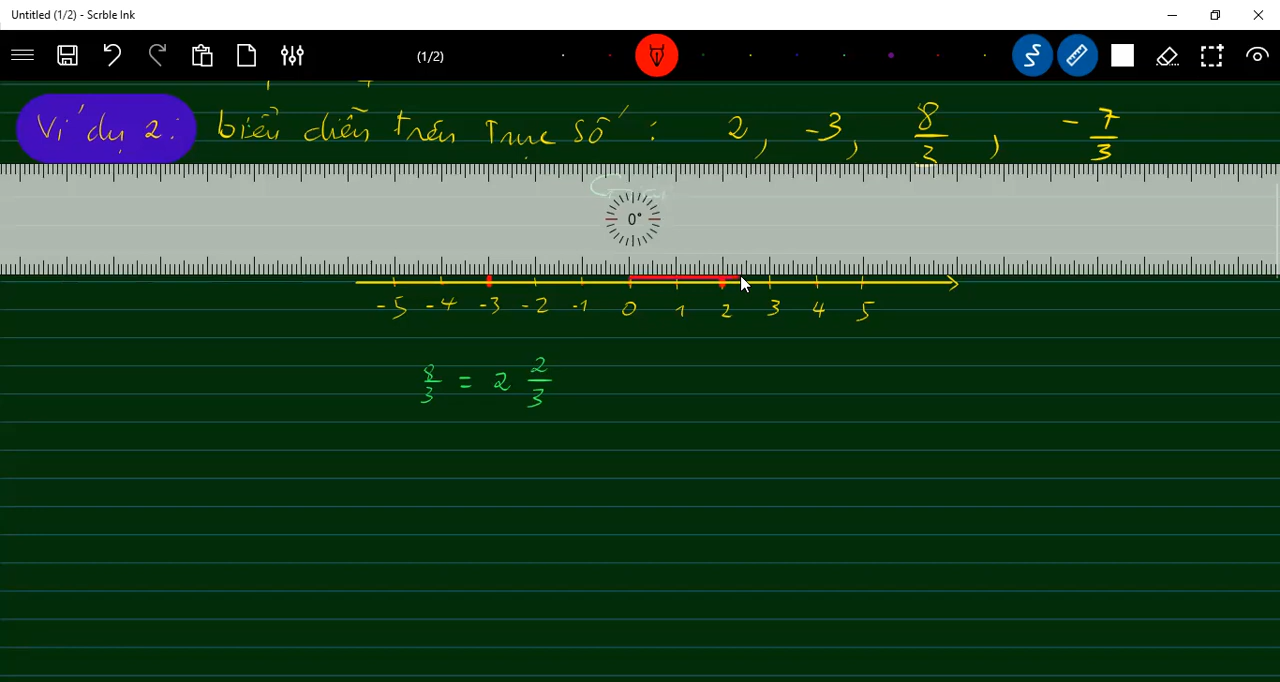 Untitled (1/2) - Scrble Ink
(1/2)
Ví dụ 2: biểu diễn trên trục số: 2, -3, 8/3, -7/3
0°
-5 -4 -3 -2 -1 0 1 2 3 4 5
8/3 = 2 2/3